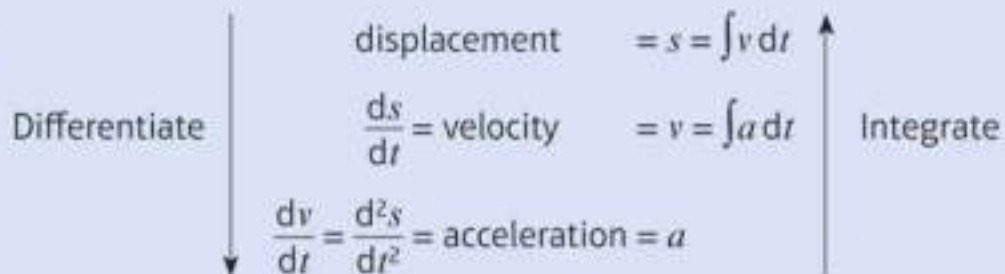 displacement = s = ∫v dt
Differentiate ds/dt = velocity = v = ∫a dt Integrate
dv/dt = d²s/dt² = acceleration = a